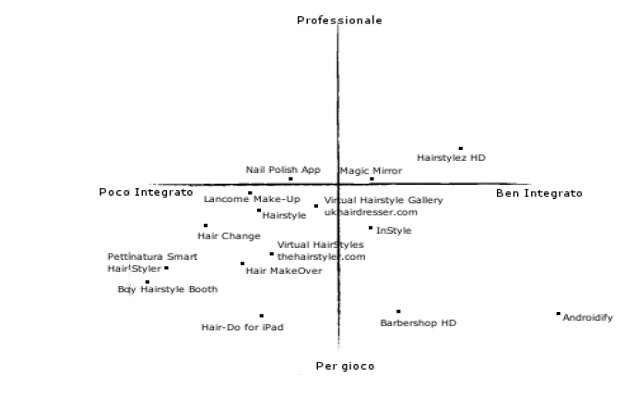 Professionale
Hairstylez HD
Nail Polish App
Magic Mirror
Poco Integrato
Ben Integrato
Lancome Make-Up
Virtual Hairstyle Gallery
ukhairdresser.com
Hairstyle
InStyle
Hair Change
Virtual HairStyles
thehairstyler.com
Pettinatura Smart
Hair Styler
Hair MakeOver
Boy Hairstyle Booth
Hair-Do for iPad
Barbershop HD
Androidify
Per gioco